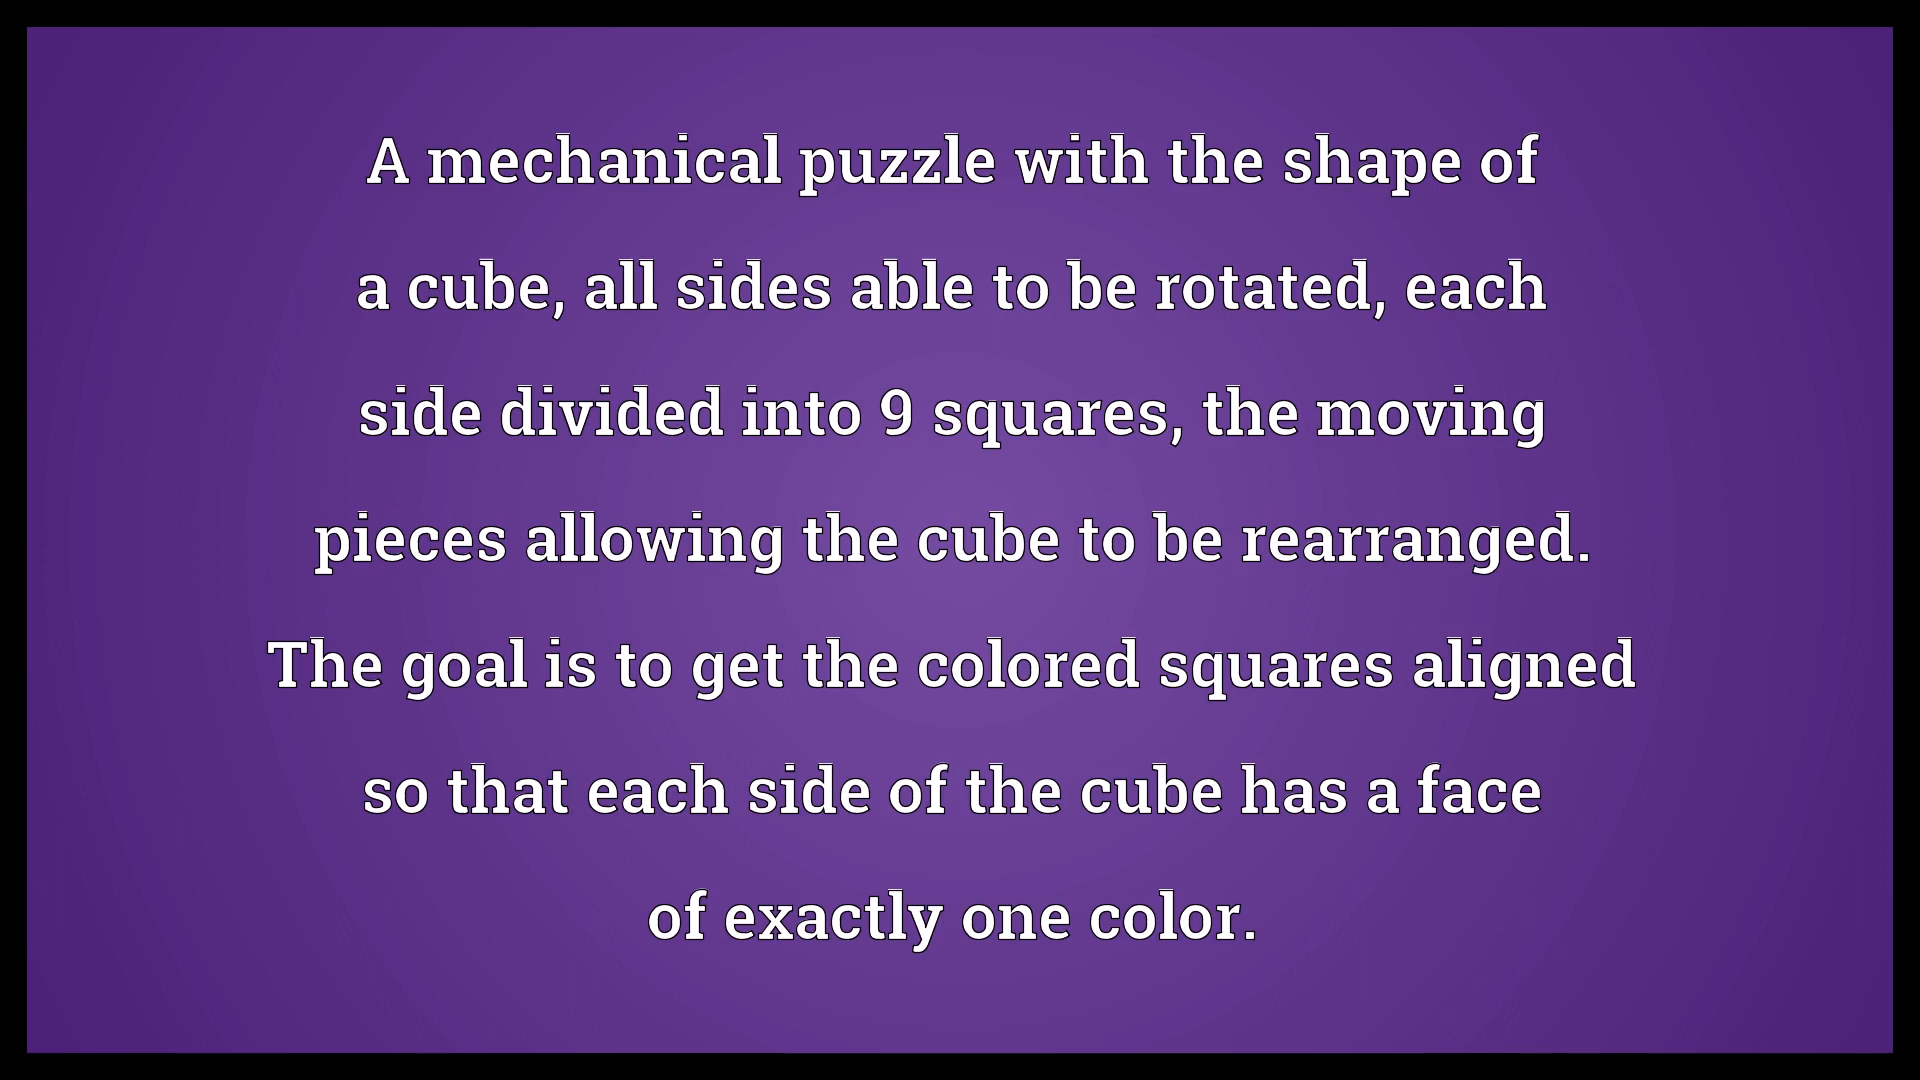 A mechanical puzzle with the shape of
a cube, all sides able to be rotated, each
side divided into 9 squares, the moving
pieces allowing the cube to be rearranged.
The goal is to get the colored squares aligned
so that each side of the cube has a face
of exactly one color.